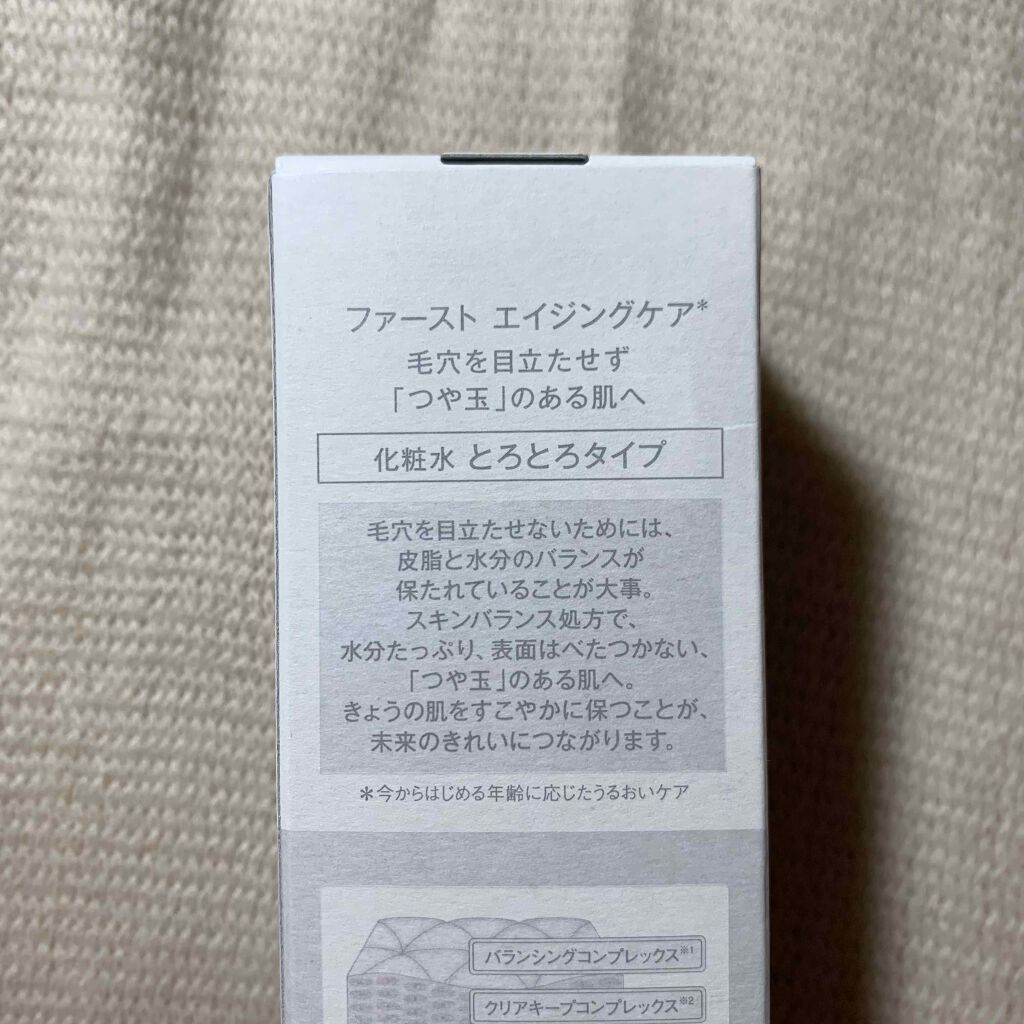 ファースト エイジングケア*
毛穴を目立たせず
「つや玉」のある肌へ
化粧水 とろとろタイプ
毛穴を目立たせないためには、
皮脂と水分のバランスが
保たれていることが大事。
スキンバランス処方で、
水分たっぷり、表面はべたつかない、
「つや玉」のある肌へ。
きょうの肌をすこやかに保つことが、
未来のきれいにつながります。
*今からはじめる年齢に応じたうるおいケア
バランシングコンプレックス※1
クリアキープコンプレックス※2